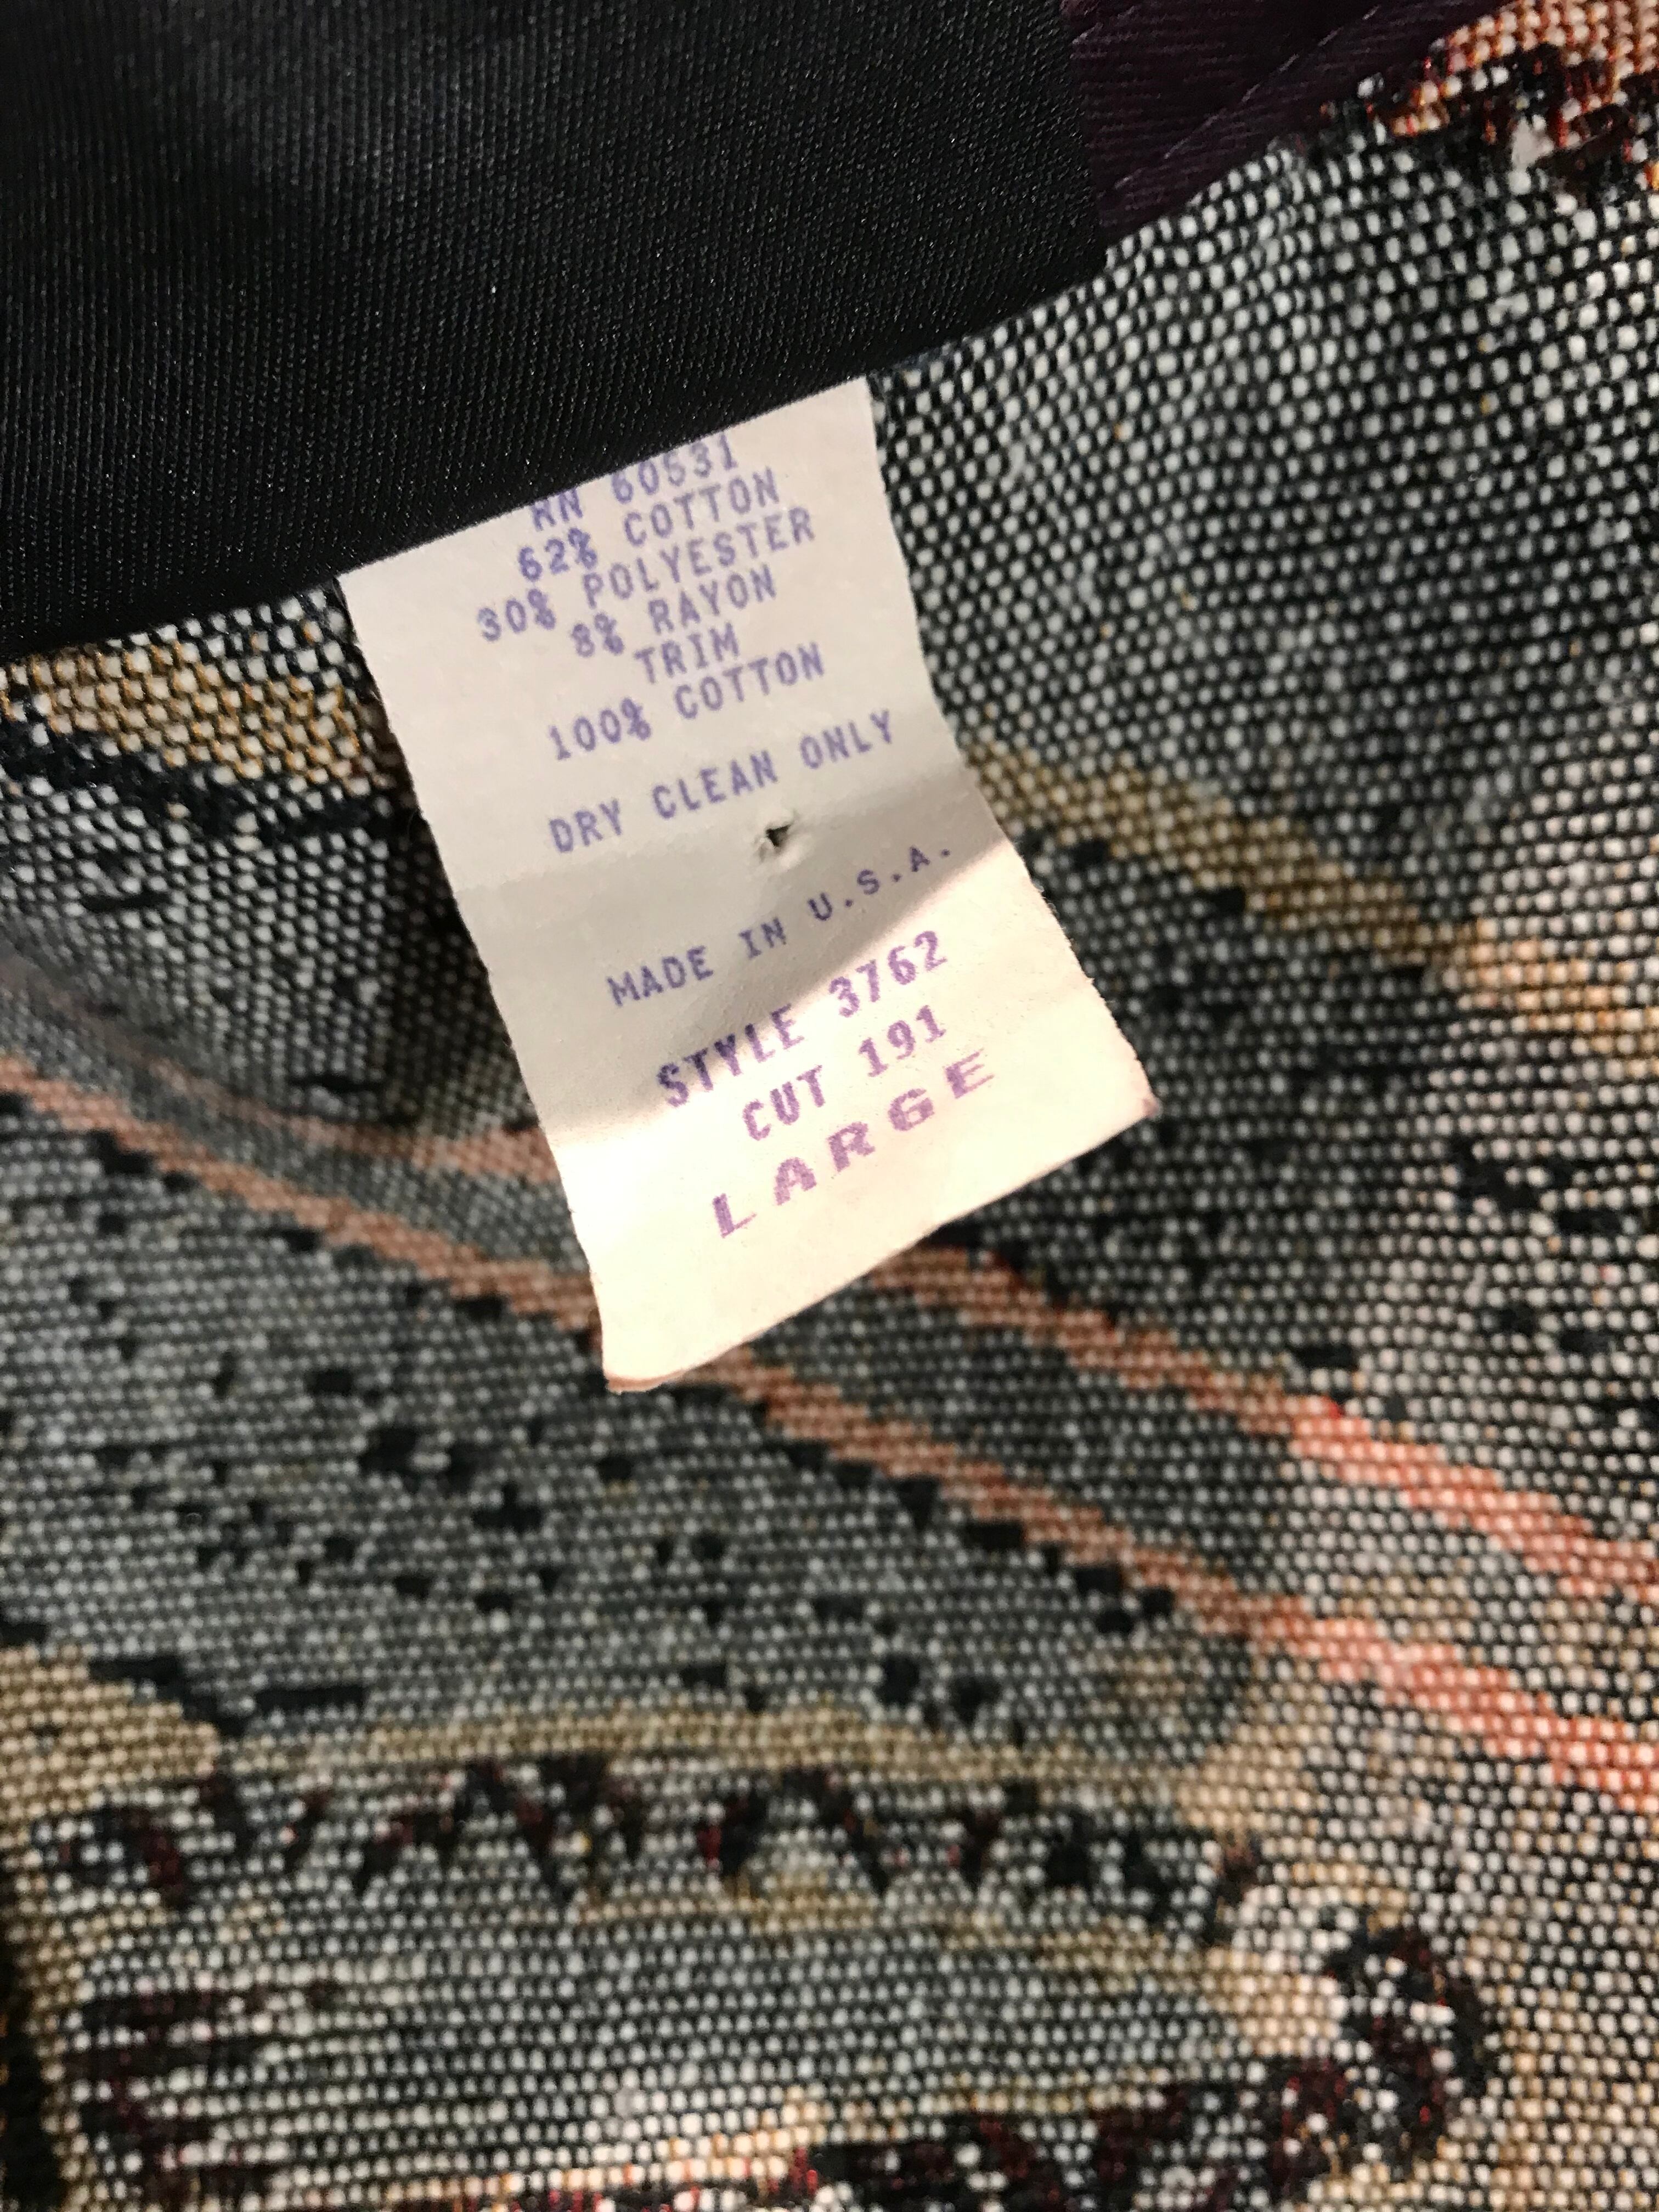 RN 60531
62% COTTON
30% POLYESTER
8% RAYON
TRIM
100% COTTON
DRY CLEAN ONLY
MADE IN U.S.A.
STYLE 3762
CUT 191
LARGE